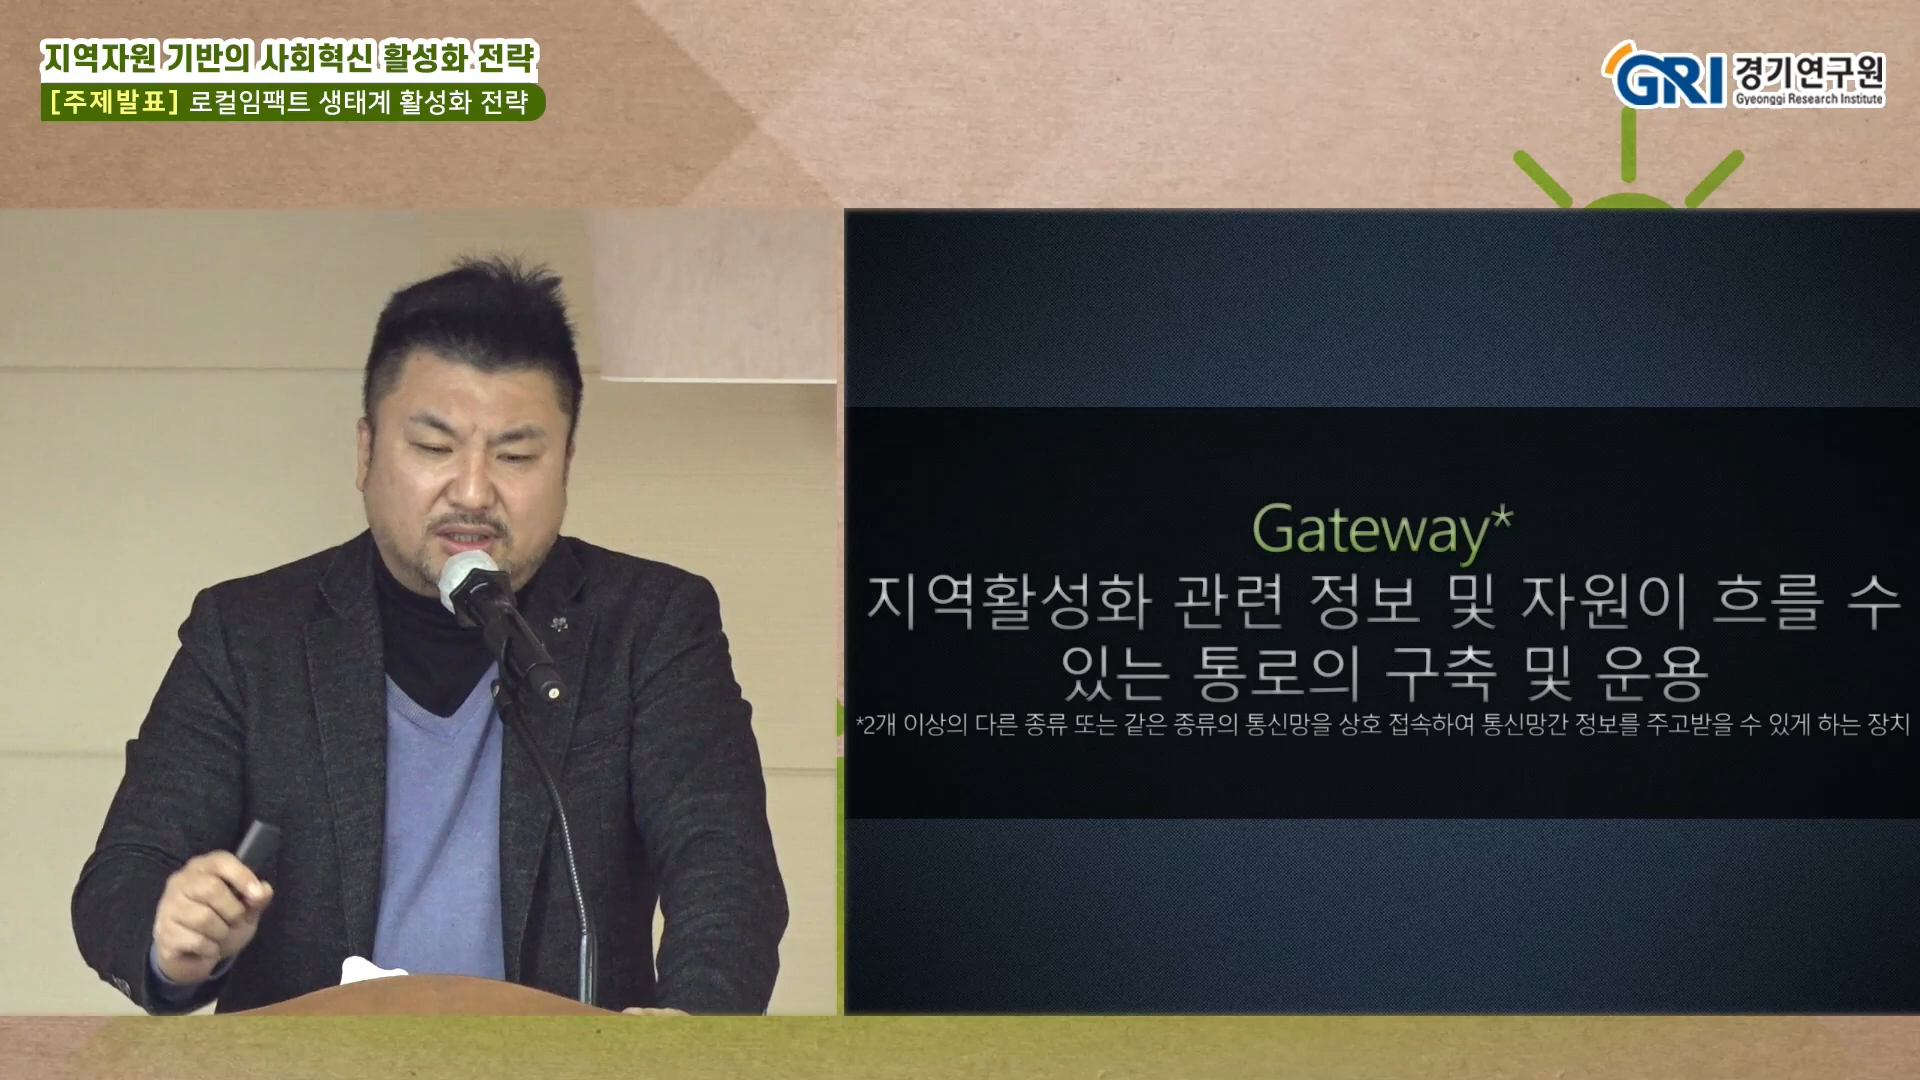 지역자원 기반의 사회혁신 활성화 전략
[주제발표] 로컬임팩트 생태계 활성화 전략
GRI 경기연구원
Gyeonggi Research Institute
Gateway*
지역활성화 관련 정보 및 자원이 흐를 수
있는 통로의 구축 및 운용
*2개 이상의 다른 종류 또는 같은 종류의 통신망을 상호 접속하여 통신망간 정보를 주고받을 수 있게 하는 장치